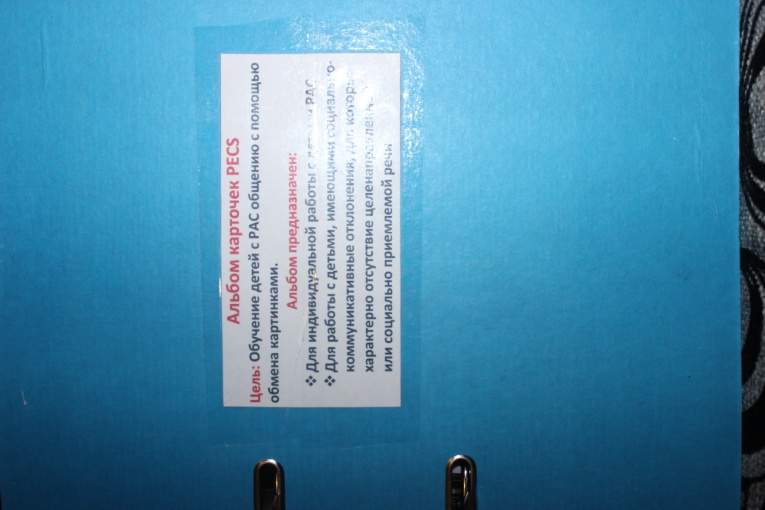 Альбом карточек PECS
Цель: Обучение детей с РАС общению с помощью
обмена картинками.
Альбом предназначен:
❖ Для индивидуальной работы с детьми РАС
❖ Для работы с детьми, имеющими социально-
коммуникативные отклонения, для которых
характерно отсутствие целенаправленной
или социально приемлемой речи